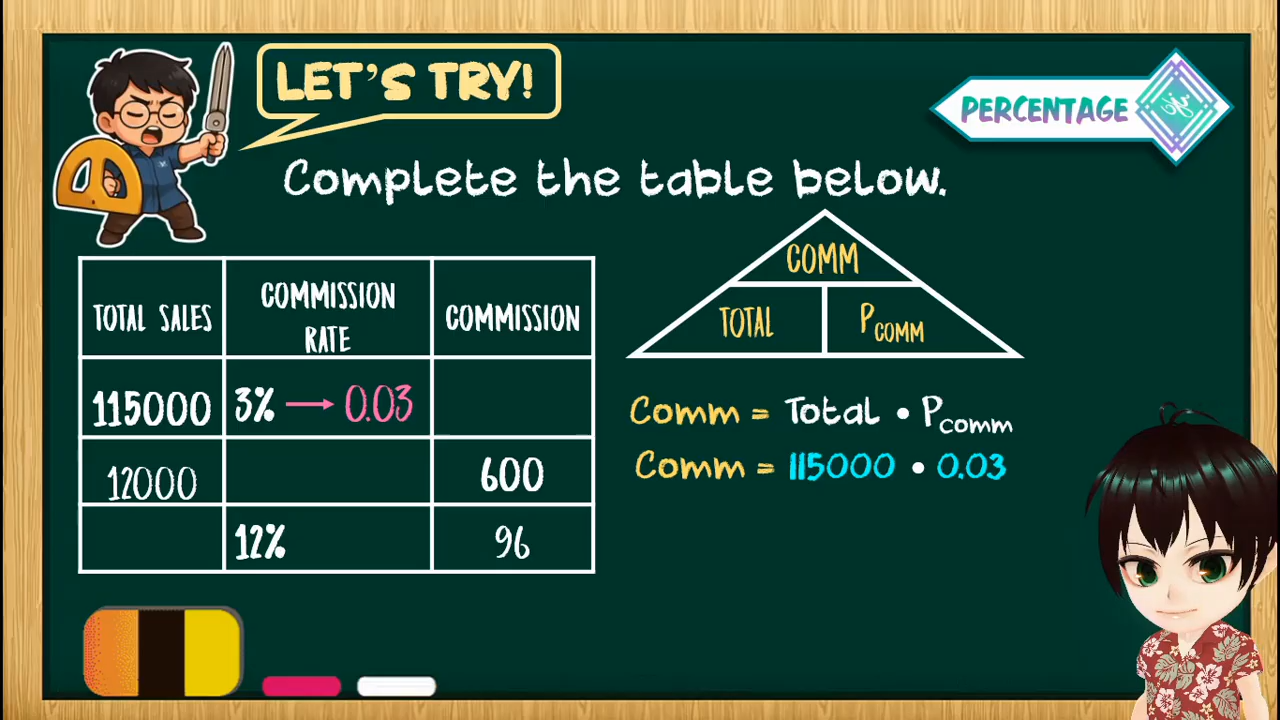 LET'S TRY!
PERCENTAGE
Complete the table below.
COMM
TOTAL P COMM
TOTAL SALES COMMISSION RATE COMMISSION
115000 3% → 0.03
12000 600
12% 96
Comm = Total • Pcomm
Comm = 115000 • 0.03